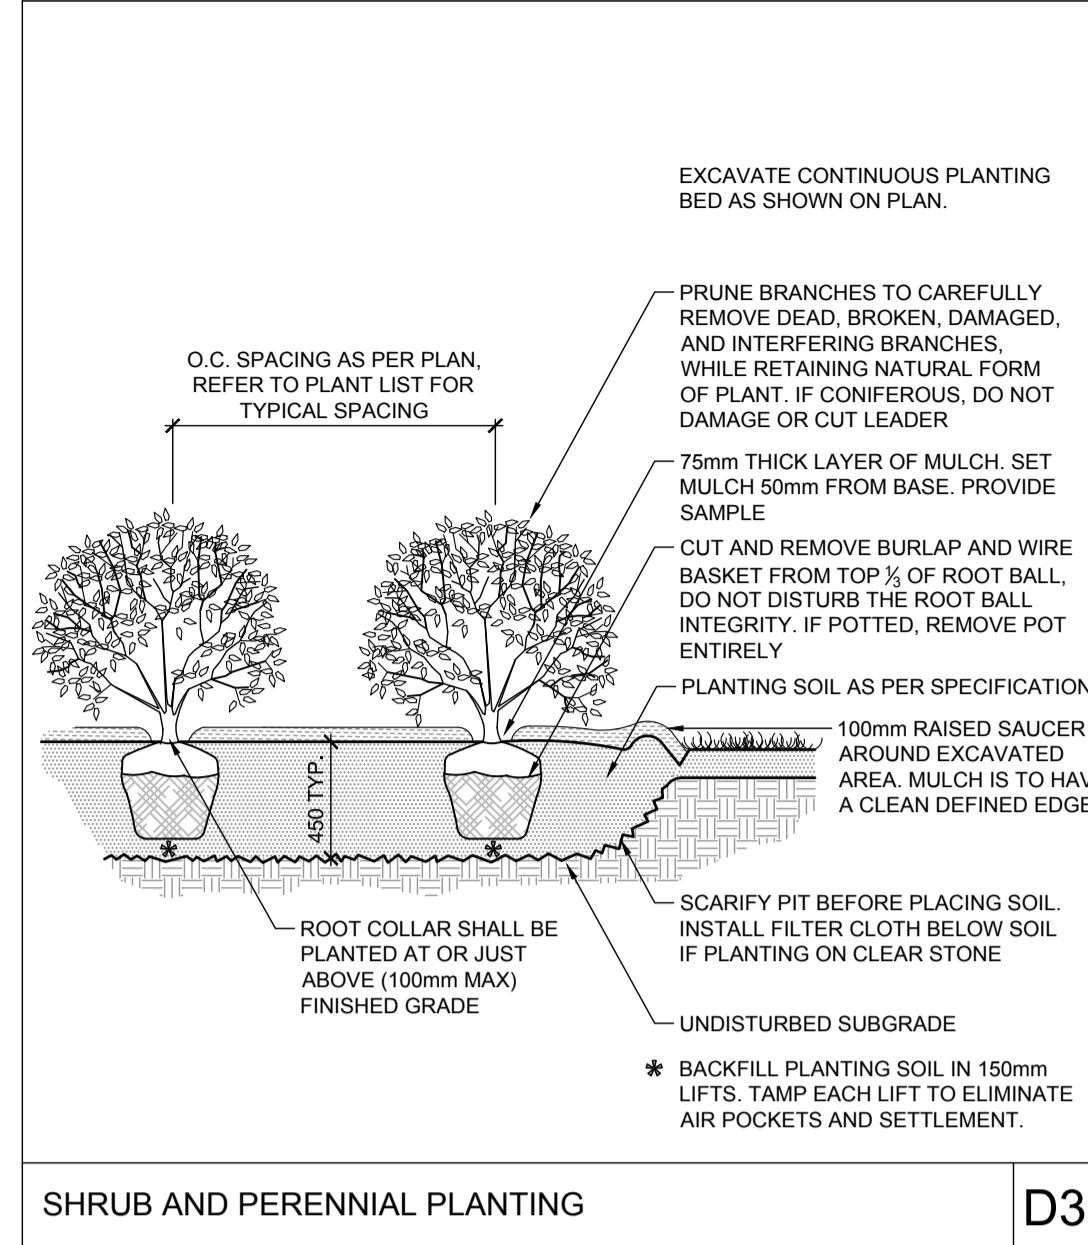 EXCAVATE CONTINUOUS PLANTING
BED AS SHOWN ON PLAN.
PRUNE BRANCHES TO CAREFULLY
REMOVE DEAD, BROKEN, DAMAGED,
AND INTERFERING BRANCHES,
WHILE RETAINING NATURAL FORM
OF PLANT. IF CONIFEROUS, DO NOT
DAMAGE OR CUT LEADER
O.C. SPACING AS PER PLAN,
REFER TO PLANT LIST FOR
TYPICAL SPACING
75mm THICK LAYER OF MULCH. SET
MULCH 50mm FROM BASE. PROVIDE
SAMPLE
CUT AND REMOVE BURLAP AND WIRE
BASKET FROM TOP ⅓ OF ROOT BALL,
DO NOT DISTURB THE ROOT BALL
INTEGRITY. IF POTTED, REMOVE POT
ENTIRELY
PLANTING SOIL AS PER SPECIFICATION
100mm RAISED SAUCER
AROUND EXCAVATED
AREA. MULCH IS TO HAV
A CLEAN DEFINED EDGE
450 TYP.
ROOT COLLAR SHALL BE
PLANTED AT OR JUST
ABOVE (100mm MAX)
FINISHED GRADE
SCARIFY PIT BEFORE PLACING SOIL.
INSTALL FILTER CLOTH BELOW SOIL
IF PLANTING ON CLEAR STONE
UNDISTURBED SUBGRADE
* BACKFILL PLANTING SOIL IN 150mm
LIFTS. TAMP EACH LIFT TO ELIMINATE
AIR POCKETS AND SETTLEMENT.
SHRUB AND PERENNIAL PLANTING
D3